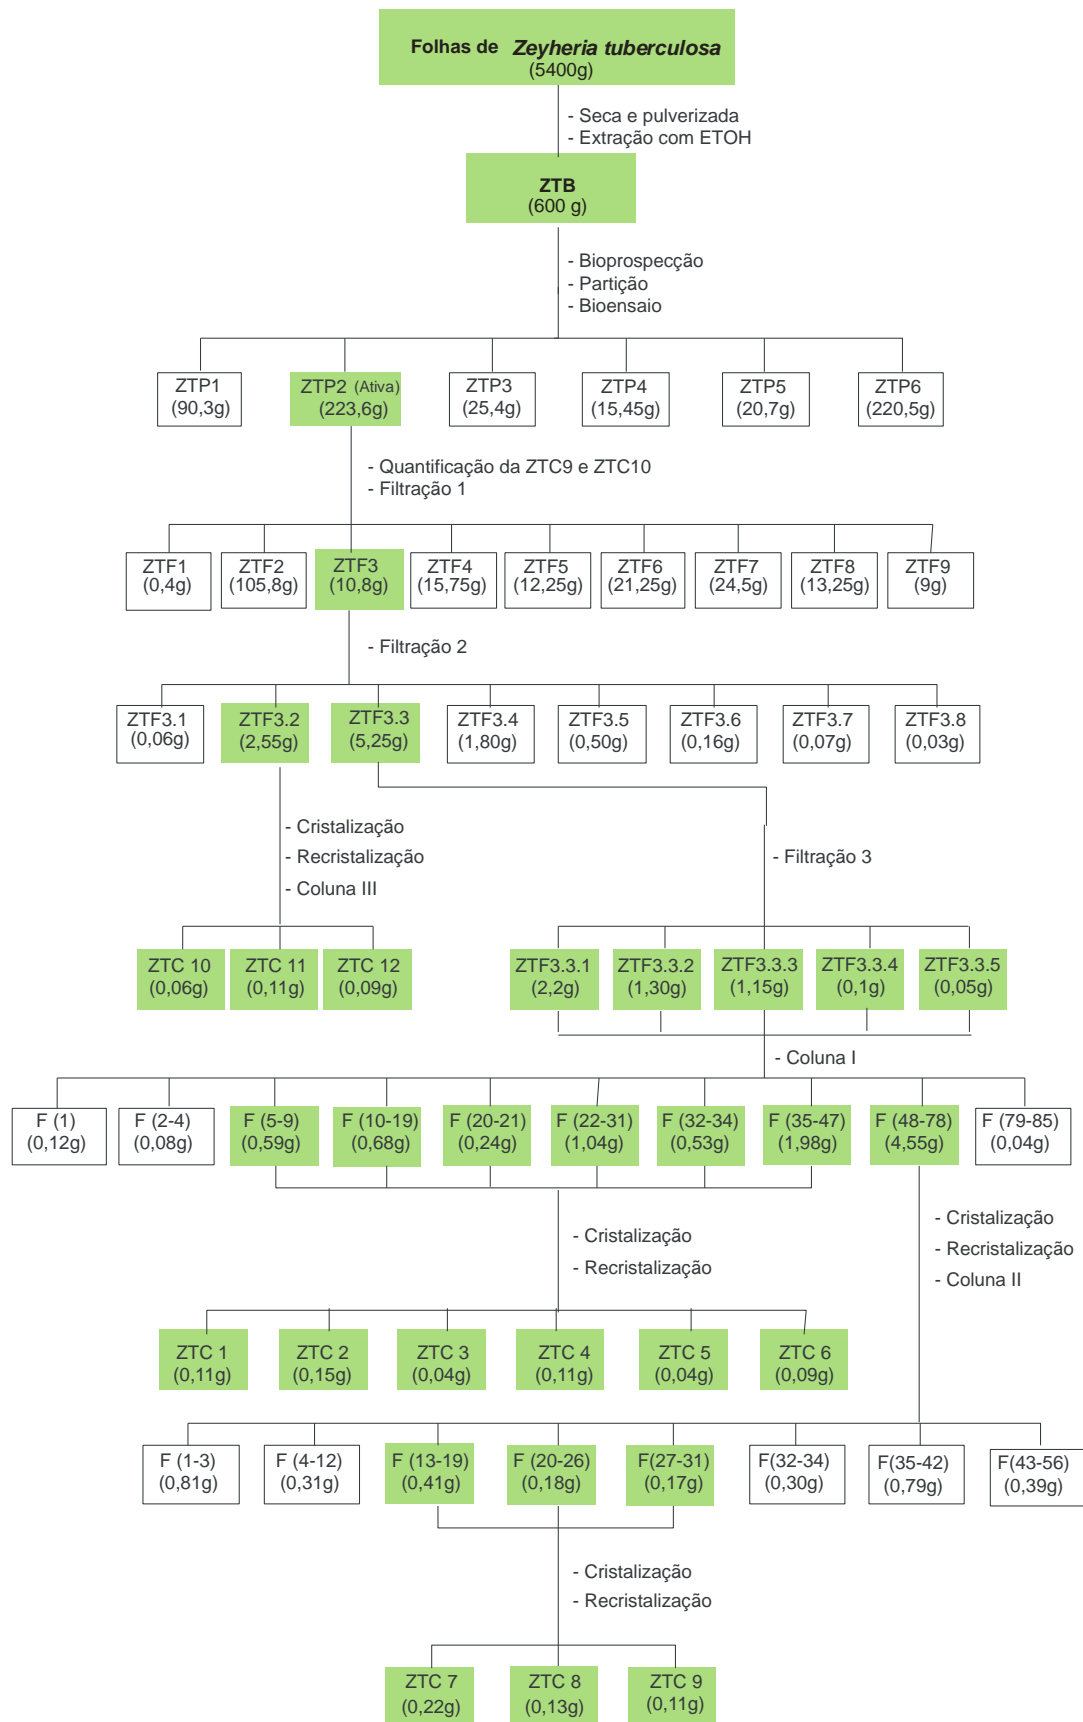 Folhas de Zeyheria tuberculosa
(5400g)
- Seca e pulverizada
- Extração com ETOH
ZTB
(600 g)
- Bioprospecção
- Partição
- Bioensaio
ZTP1
(90,3g)
ZTP2 (Ativa)
(223,6g)
ZTP3
(25,4g)
ZTP4
(15,45g)
ZTP5
(20,7g)
ZTP6
(220,5g)
- Quantificação da ZTC9 e ZTC10
- Filtração 1
ZTF1
(0,4g)
ZTF2
(105,8g)
ZTF3
(10,8g)
ZTF4
(15,75g)
ZTF5
(12,25g)
ZTF6
(21,25g)
ZTF7
(24,5g)
ZTF8
(13,25g)
ZTF9
(9g)
- Filtração 2
ZTF3.1
(0,06g)
ZTF3.2
(2,55g)
ZTF3.3
(5,25g)
ZTF3.4
(1,80g)
ZTF3.5
(0,50g)
ZTF3.6
(0,16g)
ZTF3.7
(0,07g)
ZTF3.8
(0,03g)
- Cristalização
- Recristalização
- Coluna III
- Filtração 3
ZTC 10
(0,06g)
ZTC 11
(0,11g)
ZTC 12
(0,09g)
ZTF3.3.1
(2,2g)
ZTF3.3.2
(1,30g)
ZTF3.3.3
(1,15g)
ZTF3.3.4
(0,1g)
ZTF3.3.5
(0,05g)
- Coluna I
F (1)
(0,12g)
F (2-4)
(0,08g)
F (5-9)
(0,59g)
F (10-19)
(0,68g)
F (20-21)
(0,24g)
F (22-31)
(1,04g)
F (32-34)
(0,53g)
F (35-47)
(1,98g)
F (48-78)
(4,55g)
F (79-85)
(0,04g)
- Cristalização
- Recristalização
- Cristalização
- Recristalização
- Coluna II
ZTC 1
(0,11g)
ZTC 2
(0,15g)
ZTC 3
(0,04g)
ZTC 4
(0,11g)
ZTC 5
(0,04g)
ZTC 6
(0,09g)
F (1-3)
(0,81g)
F (4-12)
(0,31g)
F (13-19)
(0,41g)
F (20-26)
(0,18g)
F(27-31)
(0,17g)
F(32-34)
(0,30g)
F(35-42)
(0,79g)
F(43-56)
(0,39g)
- Cristalização
- Recristalização
ZTC 7
(0,22g)
ZTC 8
(0,13g)
ZTC 9
(0,11g)